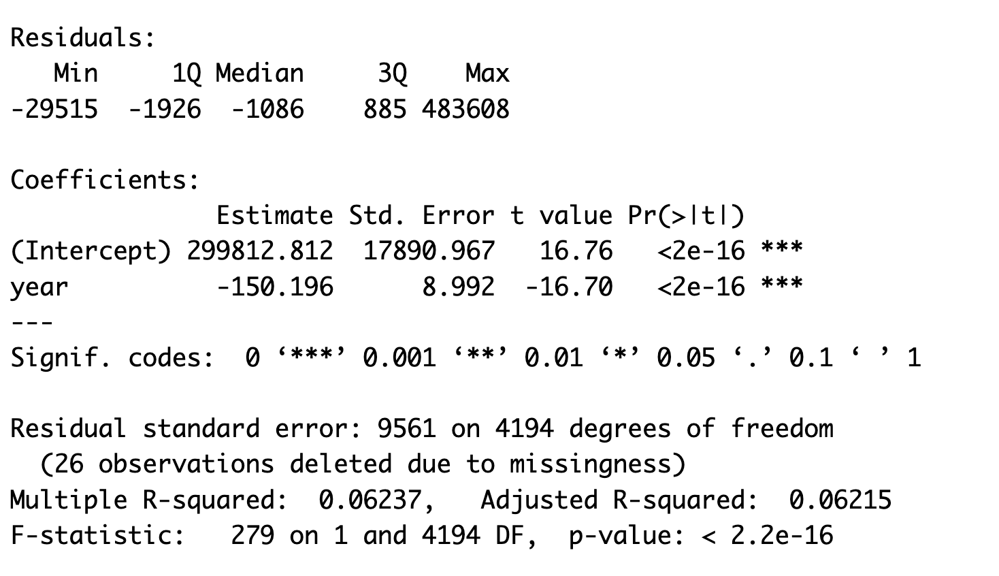 Residuals:
   Min     1Q Median     3Q    Max
-29515  -1926  -1086    885 483608
Coefficients:
              Estimate Std. Error t value Pr(>|t|)
(Intercept) 299812.812  17890.967   16.76   <2e-16 ***
year          -150.196      8.992  -16.70   <2e-16 ***
---
Signif. codes:  0 ‘***’ 0.001 ‘**’ 0.01 ‘*’ 0.05 ‘.’ 0.1 ‘ ’ 1
Residual standard error: 9561 on 4194 degrees of freedom
  (26 observations deleted due to missingness)
Multiple R-squared:  0.06237,   Adjusted R-squared:  0.06215
F-statistic:   279 on 1 and 4194 DF,  p-value: < 2.2e-16